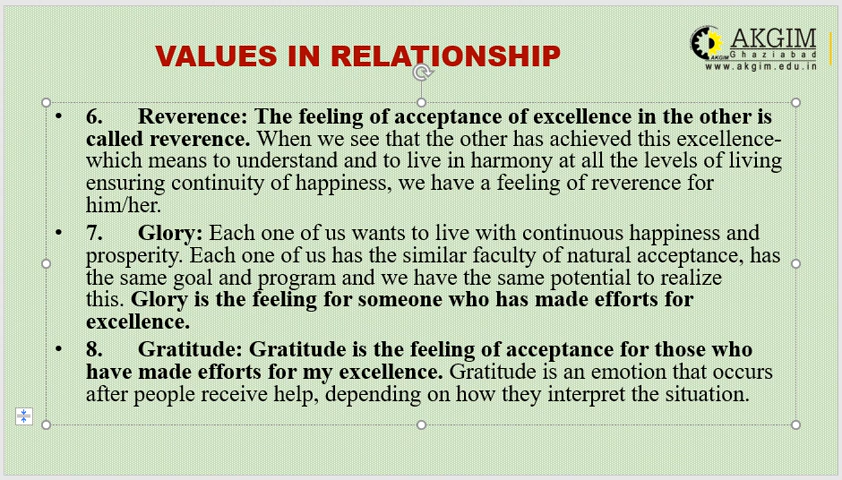 VALUES IN RELATIONSHIP
AKGIM
Ghaziabad
AKGIM
www.akgim.edu.in
• 6. Reverence: The feeling of acceptance of excellence in the other is
called reverence. When we see that the other has achieved this excellence-
which means to understand and to live in harmony at all the levels of living
ensuring continuity of happiness, we have a feeling of reverence for
him/her.
• 7. Glory: Each one of us wants to live with continuous happiness and
prosperity. Each one of us has the similar faculty of natural acceptance, has
the same goal and program and we have the same potential to realize
this. Glory is the feeling for someone who has made efforts for
excellence.
• 8. Gratitude: Gratitude is the feeling of acceptance for those who
have made efforts for my excellence. Gratitude is an emotion that occurs
after people receive help, depending on how they interpret the situation.